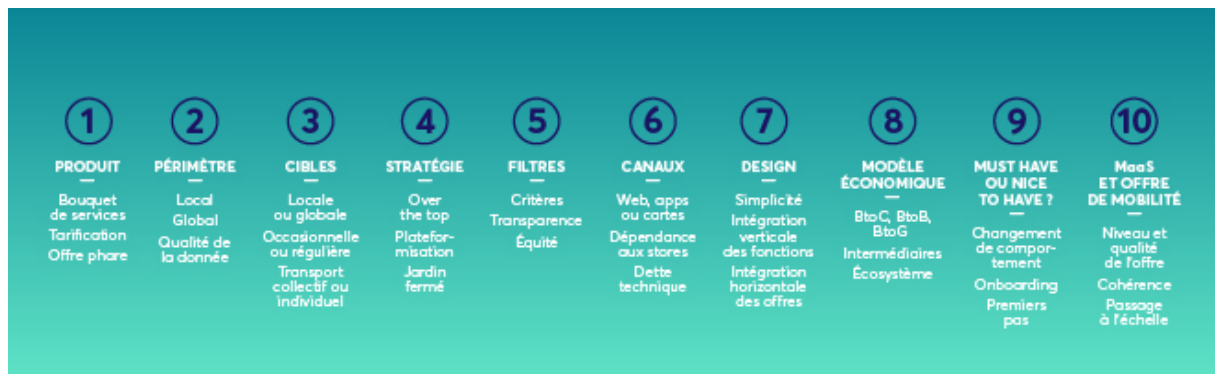 1
PRODUIT
Bouquet
de services
Tarification
Offre phare
2
PÉRIMÈTRE
Local
Global
Qualité de
la donnée
3
CIBLES
Locale
ou globale
Occasionnelle
ou régulière
Transport
collectif ou
individuel
4
STRATÉGIE
Over
the top
Platefor-
misation
Jardin
fermé
5
FILTRES
Critères
Transparence
Équité
6
CANAUX
Web, apps
ou cartes
Dépendance
aux stores
Dette
technique
7
DESIGN
Simplicité
Intégration
verticale
des fonctions
Intégration
horizontale
des offres
8
MODÈLE
ÉCONOMIQUE
BtoC, BtoB,
BtoG
Intermédiaires
Écosystème
9
MUST HAVE
OU NICE
TO HAVE ?
Changement
de compor-
tement
Onboarding
Premiers
pas
10
MaaS
ET OFFRE
DE MOBILITÉ
Niveau et
qualité
de l'offre
Cohérence
Passage
à l'échelle